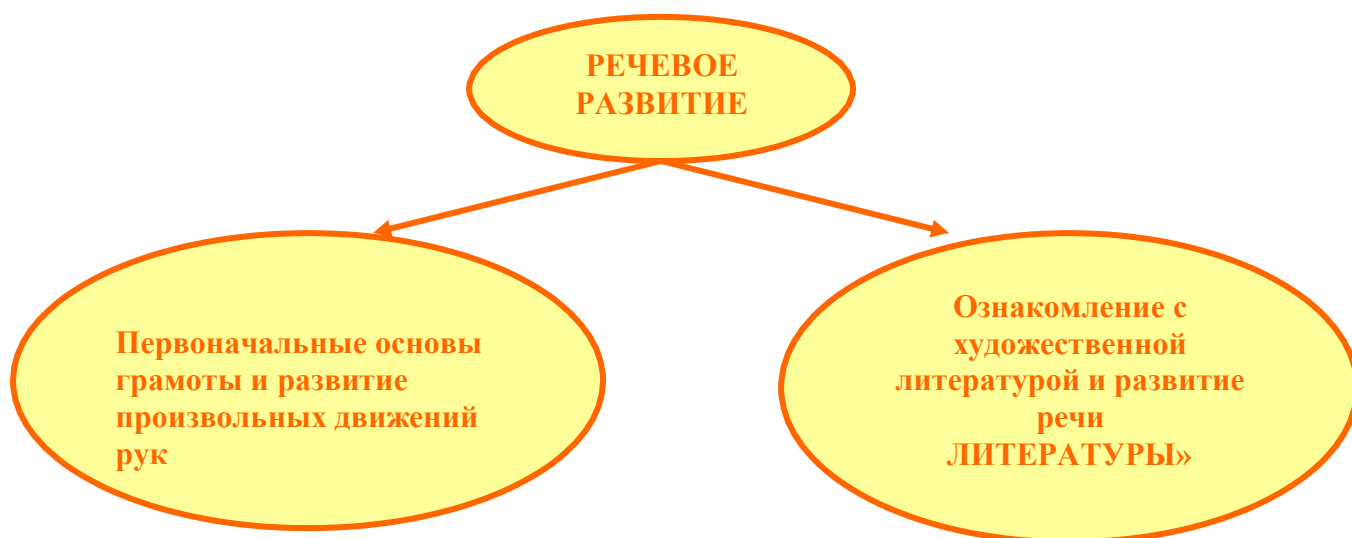 РЕЧЕВОЕ
РАЗВИТИЕ
Первоначальные основы
грамоты и развитие
произвольных движений
рук
Ознакомление с
художественной
литературой и развитие
речи
ЛИТЕРАТУРЫ»